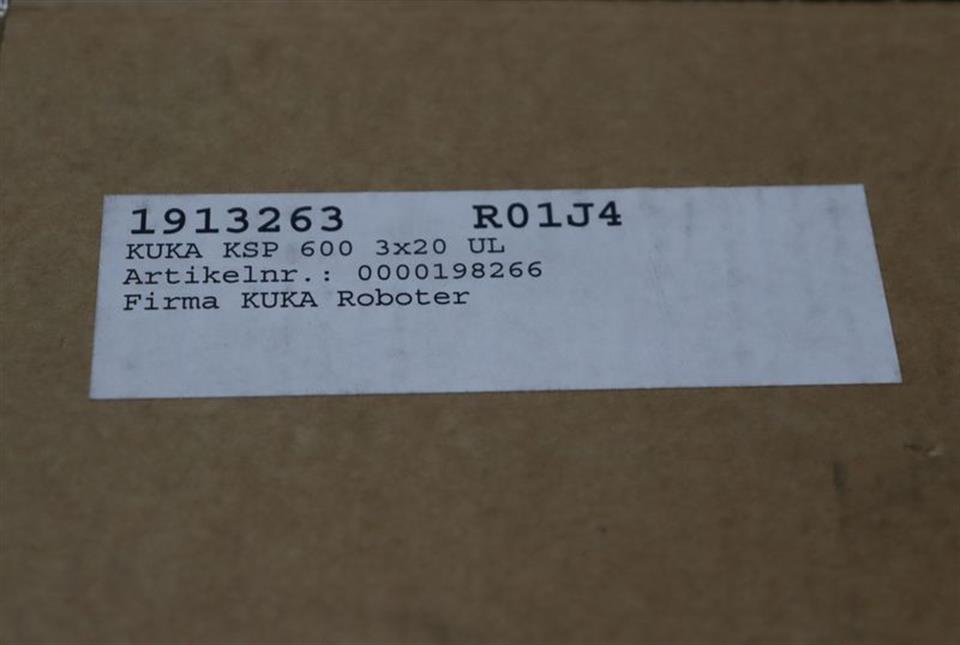 1913263 R01J4
KUKA KSP 600 3x20 UL
Artikelnr.: 0000198266
Firma KUKA Roboter